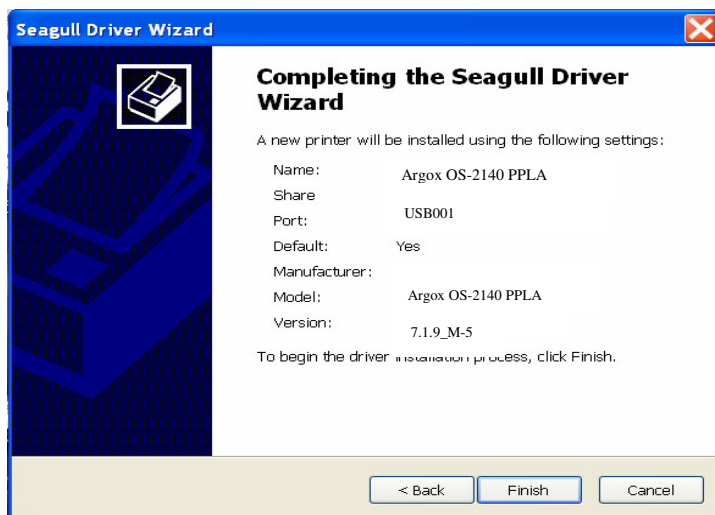 Seagull Driver Wizard
Completing the Seagull Driver
Wizard
A new printer will be installed using the following settings:
Name: Argox OS-2140 PPLA
Share
Port: USB001
Default: Yes
Manufacturer:
Model: Argox OS-2140 PPLA
Version: 7.1.9_M-5
To begin the driver installation process, click Finish.
< Back Finish Cancel